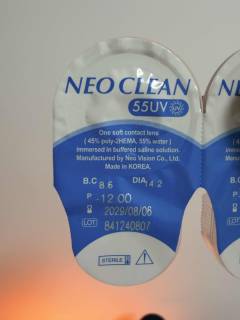 NEO CLEAN
55UV UV
One soft contact lens
( 45% poly-2HEMA, 55% water )
immersed in buffered saline solution.
Manufactured by Neo Vision Co., Ltd.
Made in KOREA.
B.C 8.6 DIA 14.2
P -12.00
2029/08/06
LOT 841240807
STERILE